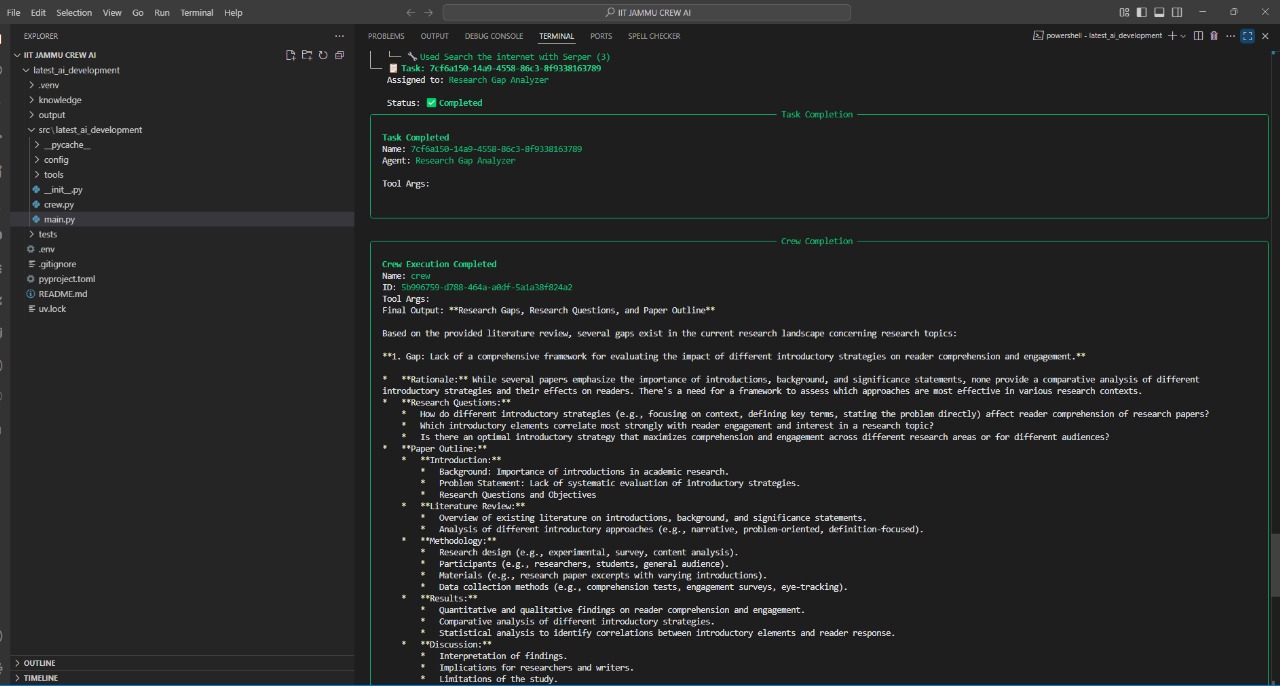 File Edit Selection View Go Run Terminal Help
IIT JAMMU CREW AI
EXPLORER
IIT JAMMU CREW AI
latest_ai_development
.venv
knowledge
output
src\latest_ai_development
__pycache__
config
tools
__init__.py
crew.py
main.py
tests
.env
.gitignore
pyproject.toml
README.md
uv.lock
OUTLINE
TIMELINE
PROBLEMS OUTPUT DEBUG CONSOLE TERMINAL PORTS SPELL CHECKER
powershell - latest_ai_development
Used Search the internet with Serper (3)
Task: 7cf6a150-14a9-4558-86c3-8f9338163789
Assigned to: Research Gap Analyzer
Status: ✅ Completed
Task Completion
Task Completed
Name: 7cf6a150-14a9-4558-86c3-8f9338163789
Agent: Research Gap Analyzer
Tool Args:
Crew Completion
Crew Execution Completed
Name: crew
ID: 5b996759-d788-464a-a0df-5a1a38f824a2
Tool Args:
Final Output: **Research Gaps, Research Questions, and Paper Outline**
Based on the provided literature review, several gaps exist in the current research landscape concerning research topics:
**1. Gap: Lack of a comprehensive framework for evaluating the impact of different introductory strategies on reader comprehension and engagement.**
* **Rationale:** While several papers emphasize the importance of introductions, background, and significance statements, none provide a comparative analysis of different
introductory strategies and their effects on readers. There's a need for a framework to assess which approaches are most effective in various research contexts.
* **Research Questions:**
* How do different introductory strategies (e.g., focusing on context, defining key terms, stating the problem directly) affect reader comprehension of research papers?
* Which introductory elements correlate most strongly with reader engagement and interest in a research topic?
* Is there an optimal introductory strategy that maximizes comprehension and engagement across different research areas or for different audiences?
* **Paper Outline:**
* **Introduction:**
* Background: Importance of introductions in academic research.
* Problem Statement: Lack of systematic evaluation of introductory strategies.
* Research Questions and Objectives
* **Literature Review:**
* Overview of existing literature on introductions, background, and significance statements.
* Analysis of different introductory approaches (e.g., narrative, problem-oriented, definition-focused).
* **Methodology:**
* Research design (e.g., experimental, survey, content analysis).
* Participants (e.g., researchers, students, general audience).
* Materials (e.g., research paper excerpts with varying introductions).
* Data collection methods (e.g., comprehension tests, engagement surveys, eye-tracking).
* **Results:**
* Quantitative and qualitative findings on reader comprehension and engagement.
* Comparative analysis of different introductory strategies.
* Statistical analysis to identify correlations between introductory elements and reader response.
* **Discussion:**
* Interpretation of findings.
* Implications for researchers and writers.
* Limitations of the study.